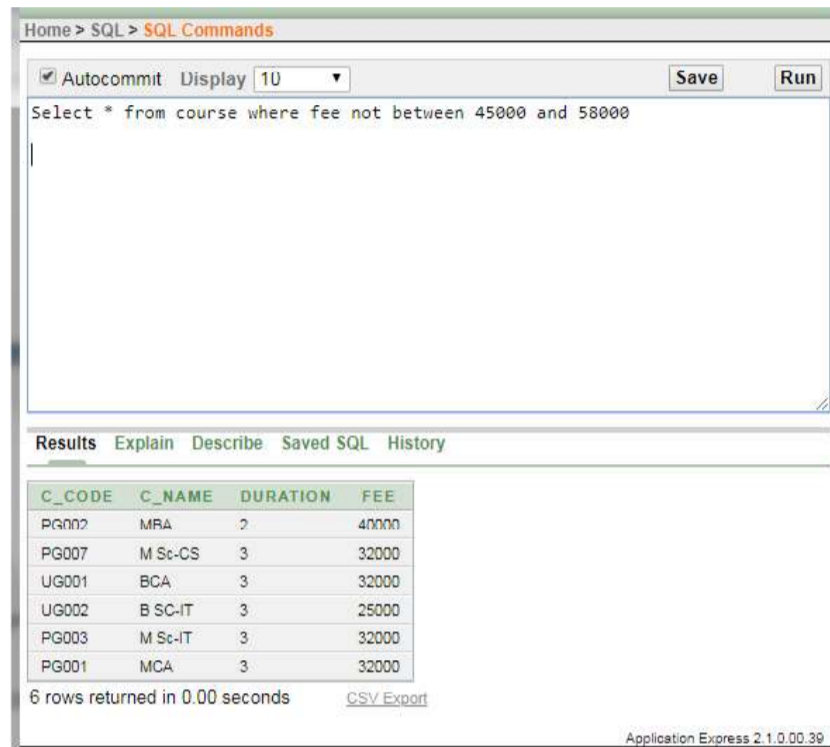 Home > SQL > SQL Commands
Autocommit Display 10 Save Run
Select * from course where fee not between 45000 and 58000
Results Explain Describe Saved SQL History
C_CODE C_NAME DURATION FEE
PG002 MBA 2 40000
PG007 M Sc-CS 3 32000
UG001 BCA 3 32000
UG002 B SC-IT 3 25000
PG003 M Sc-IT 3 32000
PG001 MCA 3 32000
6 rows returned in 0.00 seconds CSV Export
Application Express 2.1.0.00.39